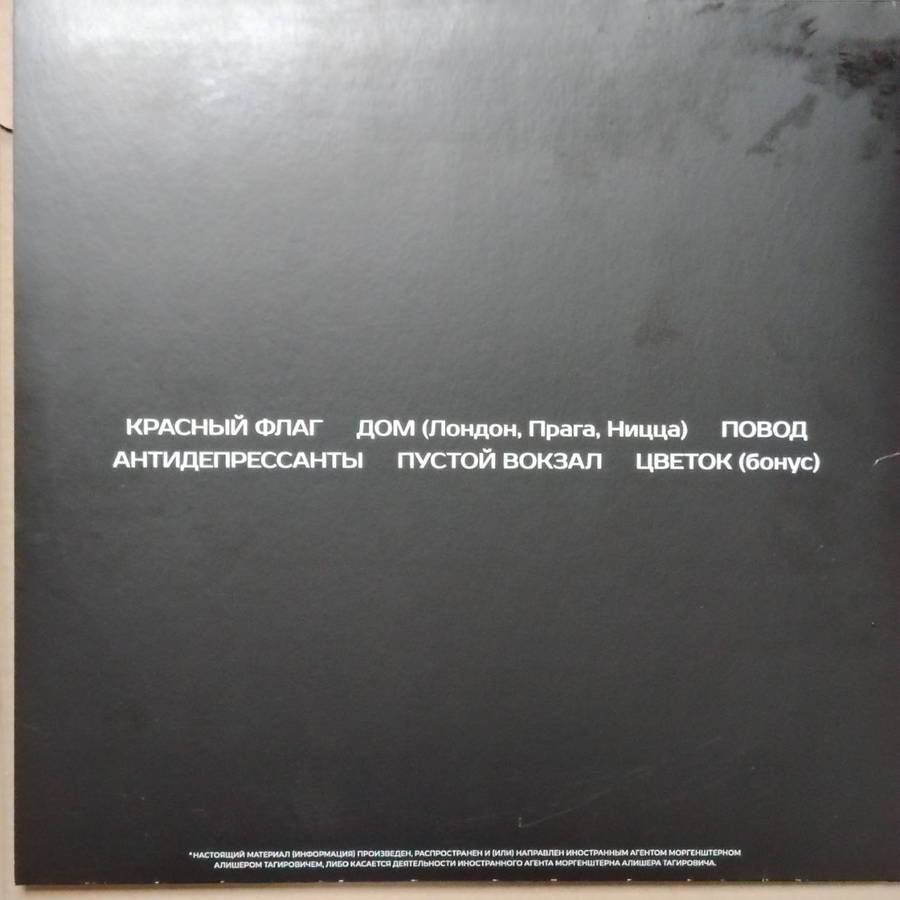 КРАСНЫЙ ФЛАГ ДОМ (Лондон, Прага, Ницца) ПОВОД
АНТИДЕПРЕССАНТЫ ПУСТОЙ ВОКЗАЛ ЦВЕТОК (бонус)
*НАСТОЯЩИЙ МАТЕРИАЛ (ИНФОРМАЦИЯ) ПРОИЗВЕДЕН, РАСПРОСТРАНЕН И (ИЛИ) НАПРАВЛЕН ИНОСТРАННЫМ АГЕНТОМ МОРГЕНШТЕРНОМ
АЛИШЕРОМ ТАГИРОВИЧЕМ, ЛИБО КАСАЕТСЯ ДЕЯТЕЛЬНОСТИ ИНОСТРАННОГО АГЕНТА МОРГЕНШТЕРНА АЛИШЕРА ТАГИРОВИЧА.